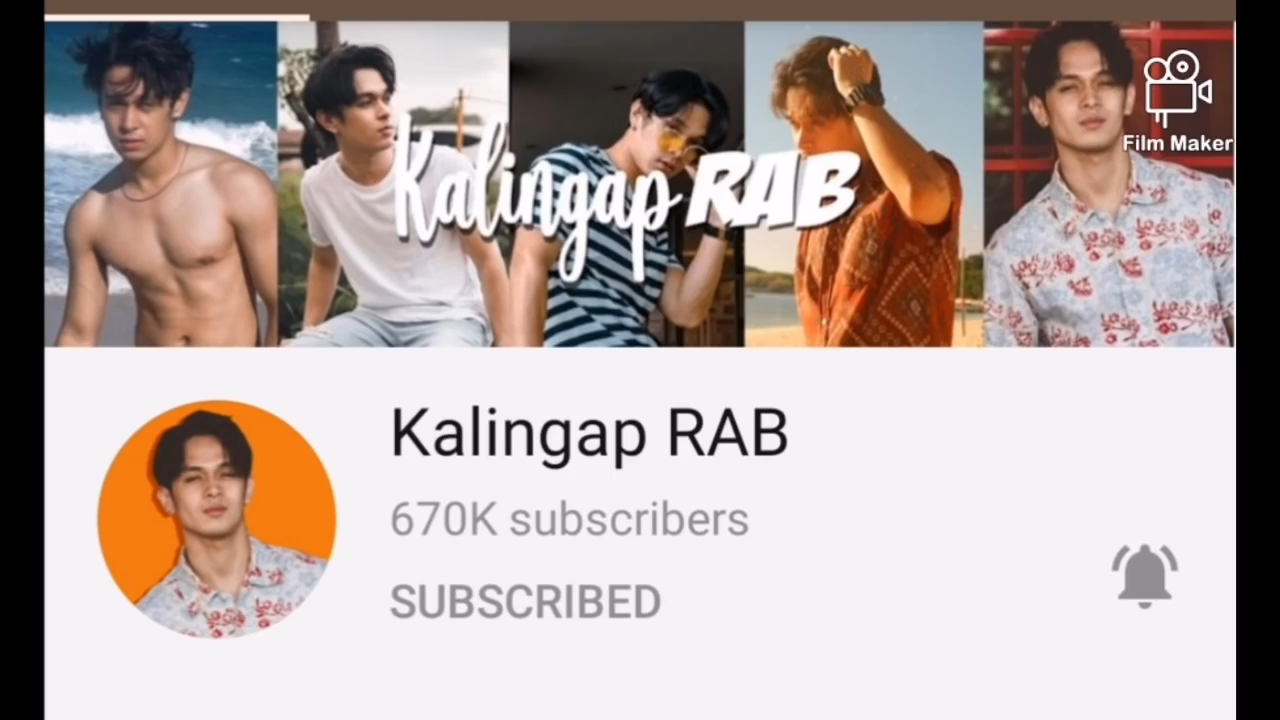 Kalingap RAB
Film Maker
Kalingap RAB
670K subscribers
SUBSCRIBED